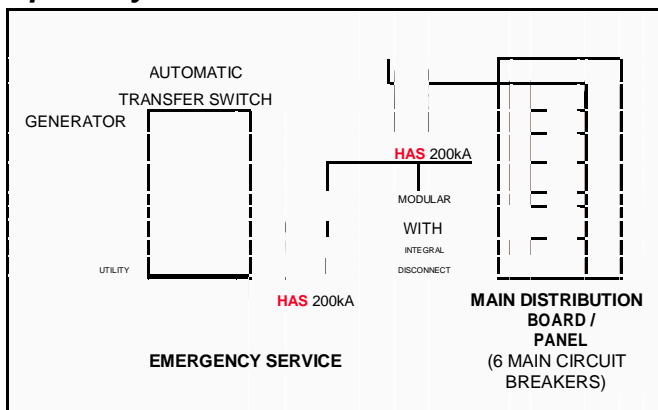 AUTOMATIC
TRANSFER SWITCH
GENERATOR
HAS 200kA
MODULAR
WITH
INTEGRAL
DISCONNECT
UTILITY
HAS 200kA
MAIN DISTRIBUTION
BOARD /
PANEL
(6 MAIN CIRCUIT
BREAKERS)
EMERGENCY SERVICE